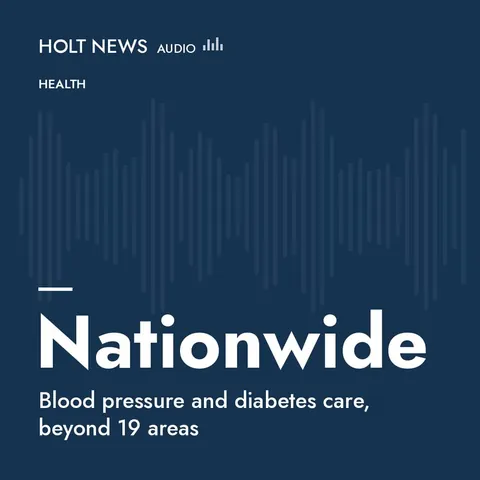 HOLT NEWS AUDIO
HEALTH
Nationwide
Blood pressure and diabetes care,
beyond 19 areas